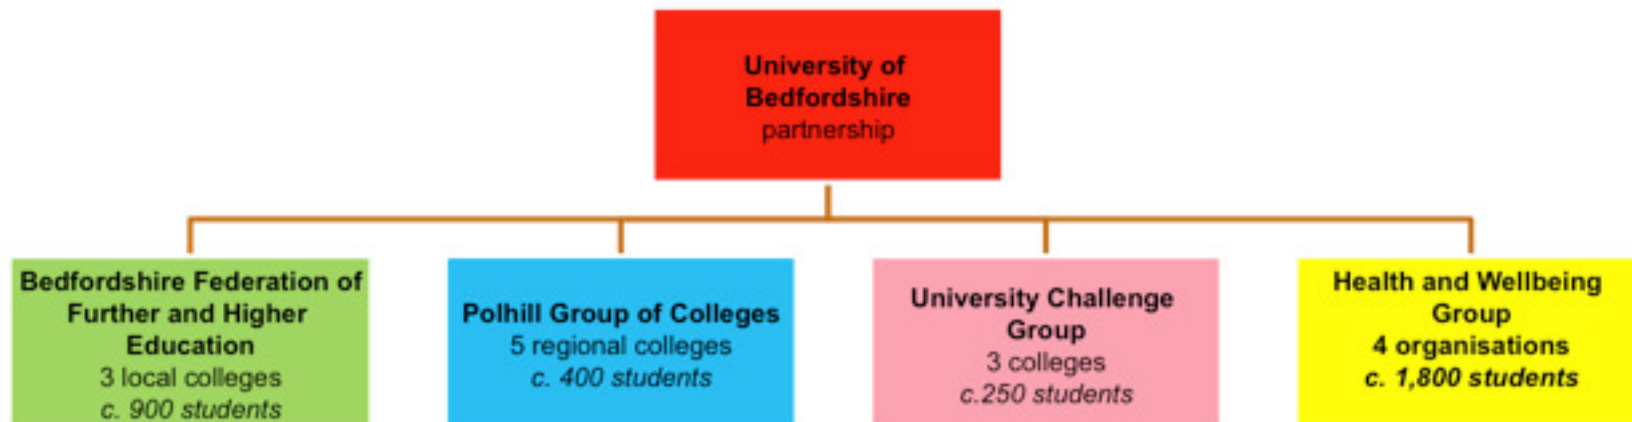 University of
Bedfordshire
partnership
Bedfordshire Federation of
Further and Higher
Education
3 local colleges
c. 900 students
Polhill Group of Colleges
5 regional colleges
c. 400 students
University Challenge
Group
3 colleges
c.250 students
Health and Wellbeing
Group
4 organisations
c. 1,800 students